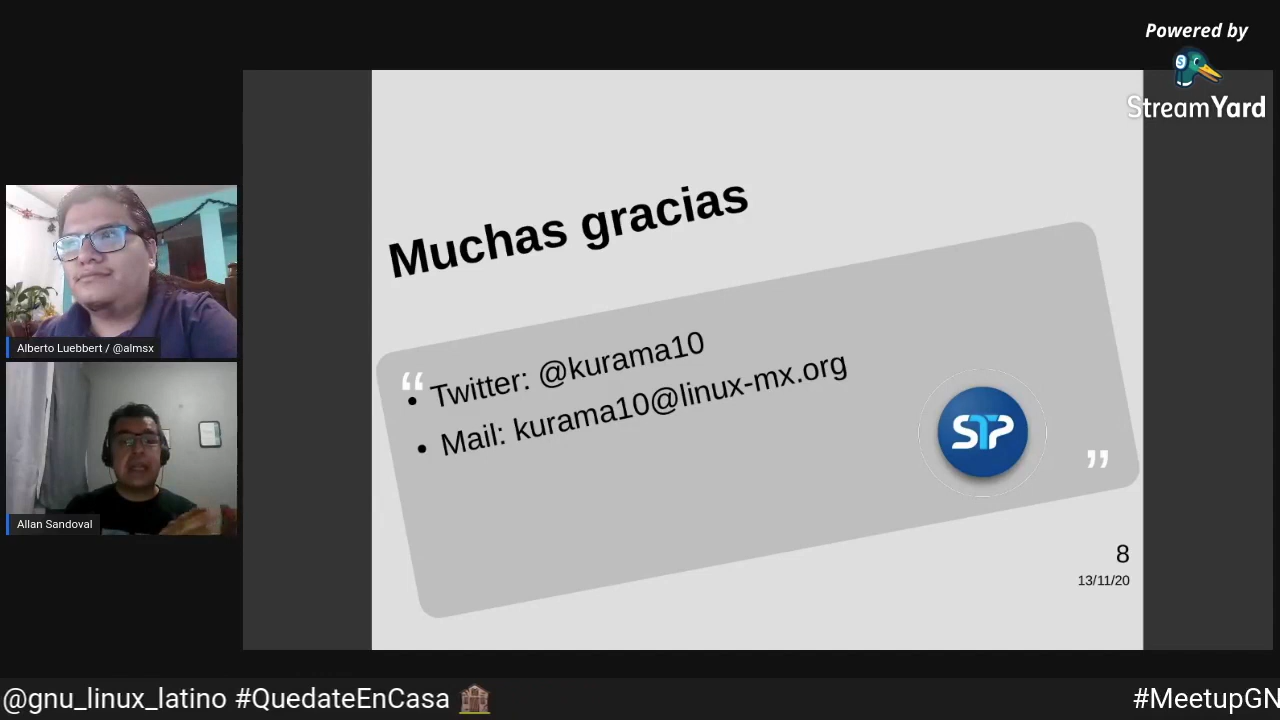 Powered by
StreamYard
Muchas gracias
“
• Twitter: @kurama10
• Mail: kurama10@linux-mx.org
STP
”
8
13/11/20
Alberto Luebbert / @almsx
Allan Sandoval
@gnu_linux_latino #QuedateEnCasa 🏚️
#MeetupGN